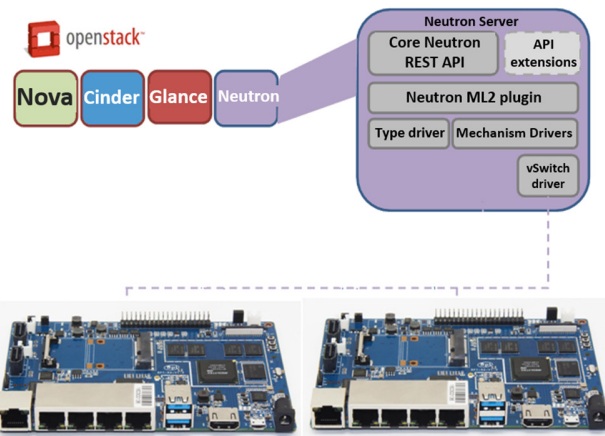 openstack™
Nova
Cinder
Glance
Neutron
Neutron Server
Core Neutron
REST API
API
extensions
Neutron ML2 plugin
Type driver
Mechanism Drivers
vSwitch
driver